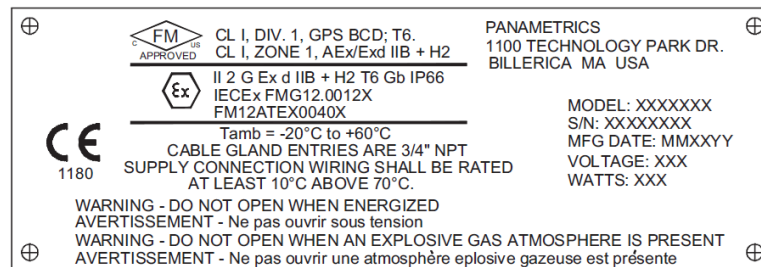 C FM US
APPROVED
CL I, DIV. 1, GPS BCD; T6.
CL I, ZONE 1, AEx/Exd IIB + H2
Ex
II 2 G Ex d IIB + H2 T6 Gb IP66
IECEx FMG12.0012X
FM12ATEX0040X
CE
1180
Tamb = -20°C to +60°C
CABLE GLAND ENTRIES ARE 3/4" NPT
SUPPLY CONNECTION WIRING SHALL BE RATED
AT LEAST 10°C ABOVE 70°C.
PANAMETRICS
1100 TECHNOLOGY PARK DR.
BILLERICA MA USA
MODEL: XXXXXXX
S/N: XXXXXXXX
MFG DATE: MMXXYY
VOLTAGE: XXX
WATTS: XXX
WARNING - DO NOT OPEN WHEN ENERGIZED
AVERTISSEMENT - Ne pas ouvrir sous tension
WARNING - DO NOT OPEN WHEN AN EXPLOSIVE GAS ATMOSPHERE IS PRESENT
AVERTISSEMENT - Ne pas ouvrir une atmosphère eplosive gazeuse est présente